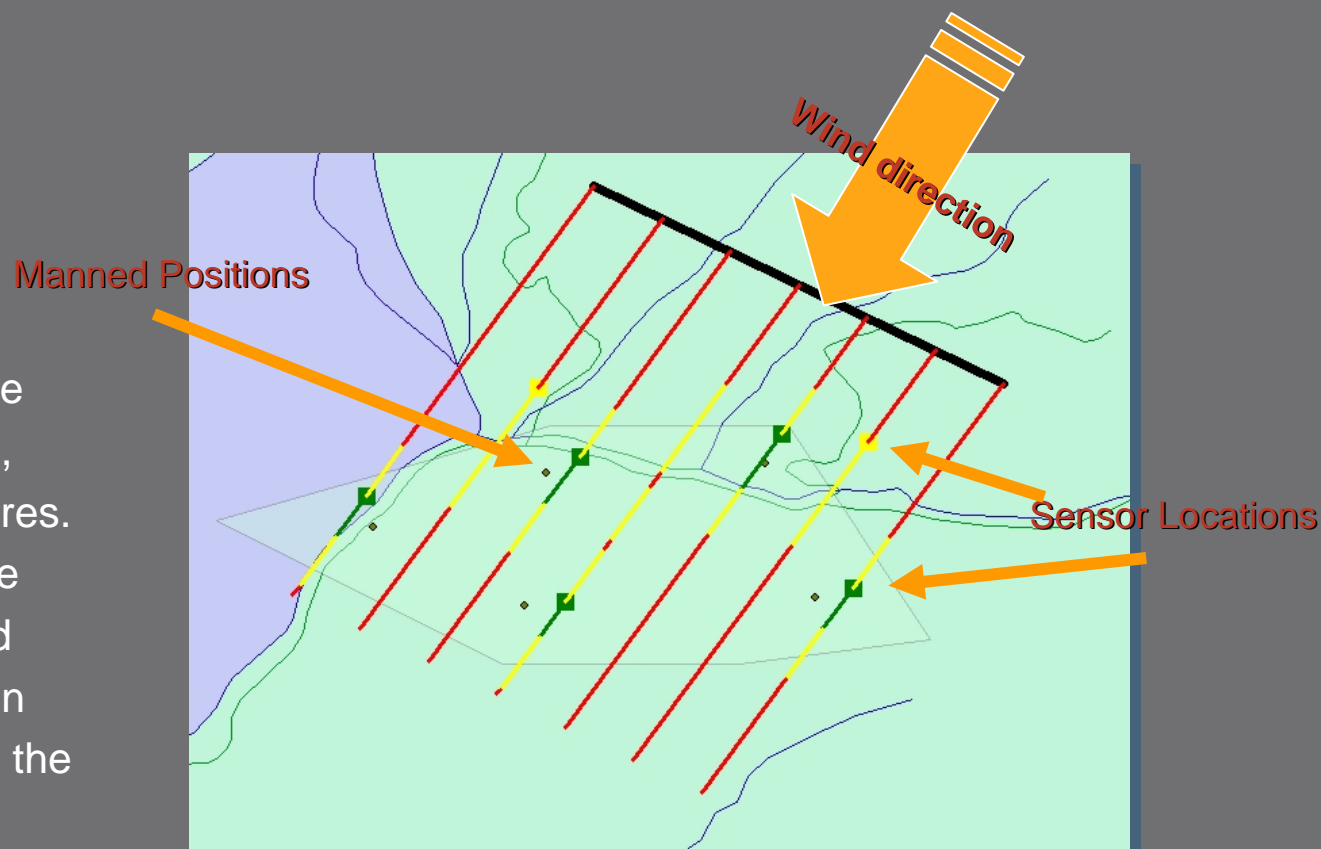 Wind direction
Manned Positions
e
,
res.
e
Sensor Locations
d
n
the